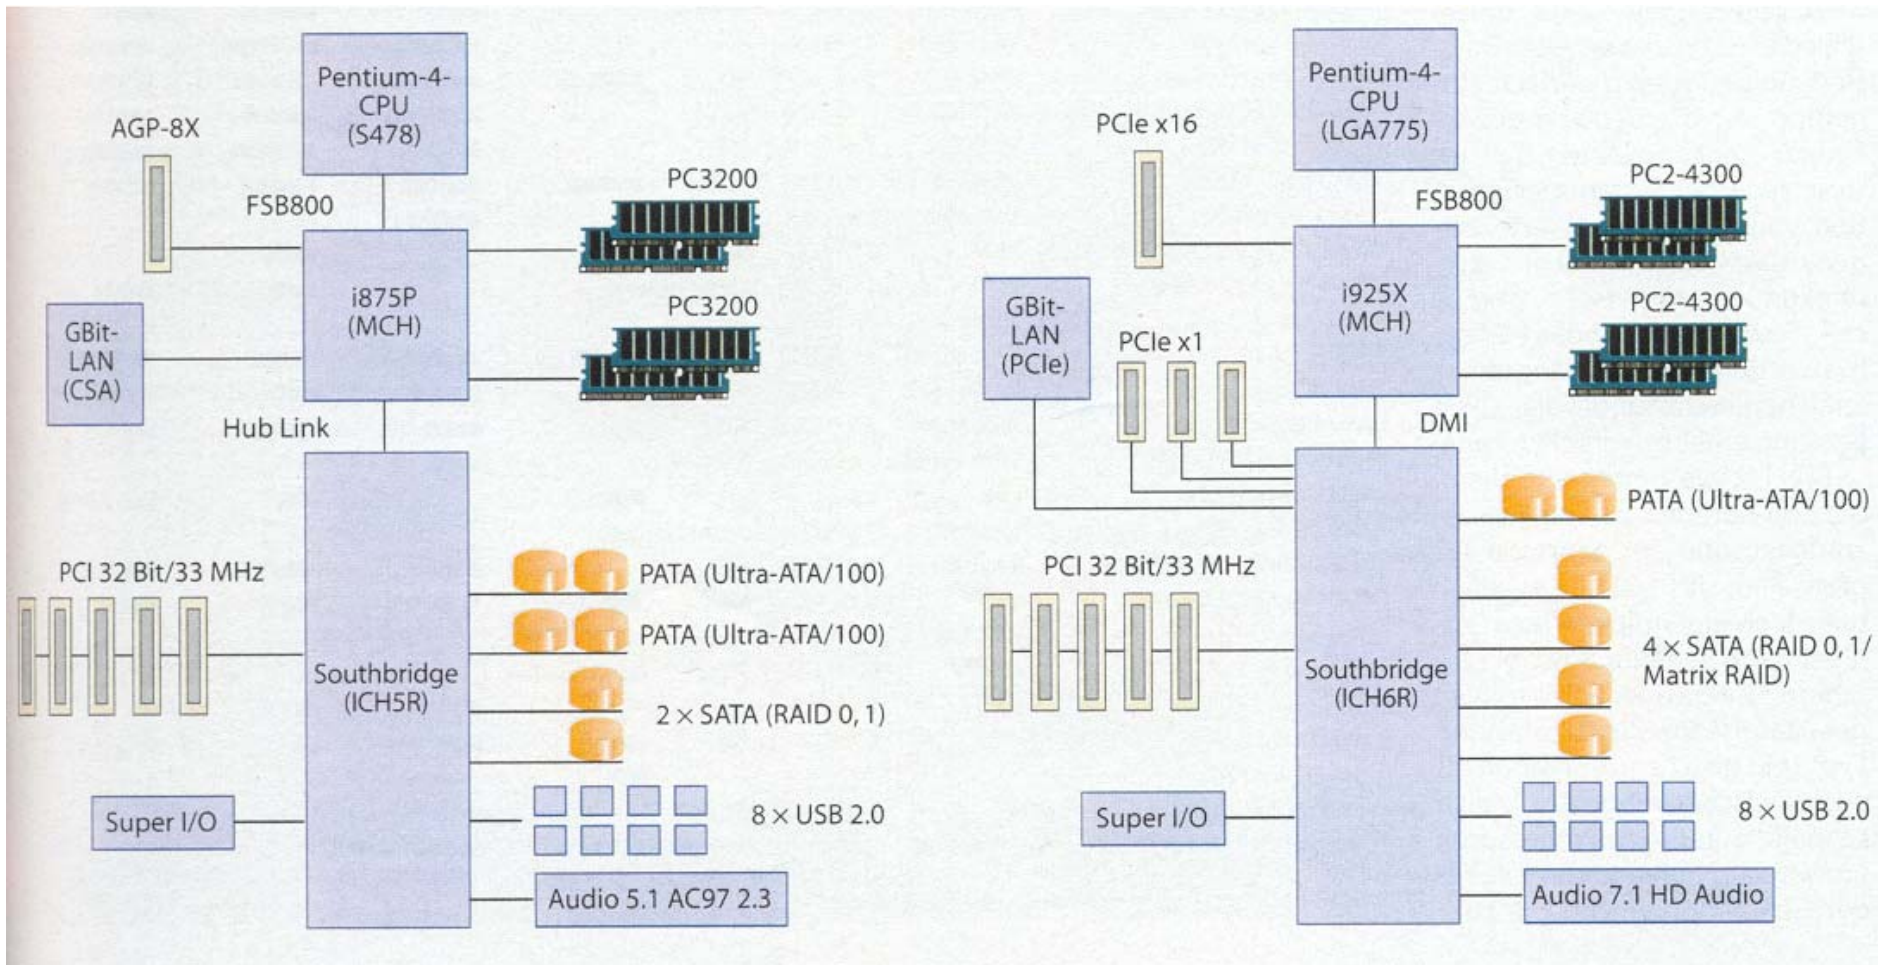 Pentium-4-
CPU
(S478)
AGP-8X
FSB800
PC3200
i875P
(MCH)
PC3200
GBit-
LAN
(CSA)
Hub Link
PCI 32 Bit/33 MHz
PATA (Ultra-ATA/100)
PATA (Ultra-ATA/100)
Southbridge
(ICH5R)
2 × SATA (RAID 0, 1)
Super I/O
8 × USB 2.0
Audio 5.1 AC97 2.3
Pentium-4-
CPU
(LGA775)
PCIe x16
FSB800
PC2-4300
i925X
(MCH)
PC2-4300
GBit-
LAN
(PCIe)
PCIe x1
DMI
PATA (Ultra-ATA/100)
PCI 32 Bit/33 MHz
Southbridge
(ICH6R)
4 × SATA (RAID 0, 1/
Matrix RAID)
Super I/O
8 × USB 2.0
Audio 7.1 HD Audio